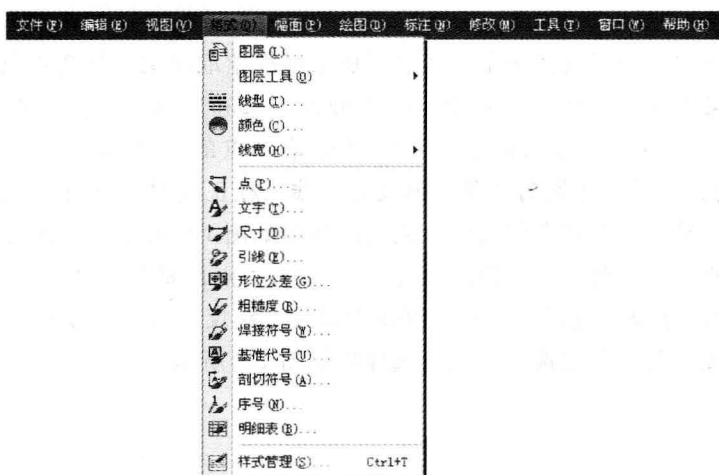 文件(F) 编辑(E) 视图(V) 格式(O) 幅面(P) 绘图(D) 标注(N) 修改(M) 工具(T) 窗口(W) 帮助(H)
图层(L)...
图层工具(Q)
线型(I)...
颜色(C)...
线宽(H)...
点(P)...
文字(T)...
尺寸(D)...
引线(E)...
形位公差(G)...
粗糙度(R)...
焊接符号(W)...
基准代号(U)...
剖切符号(A)...
序号(N)...
明细表(B)...
样式管理(S)... Ctrl+T